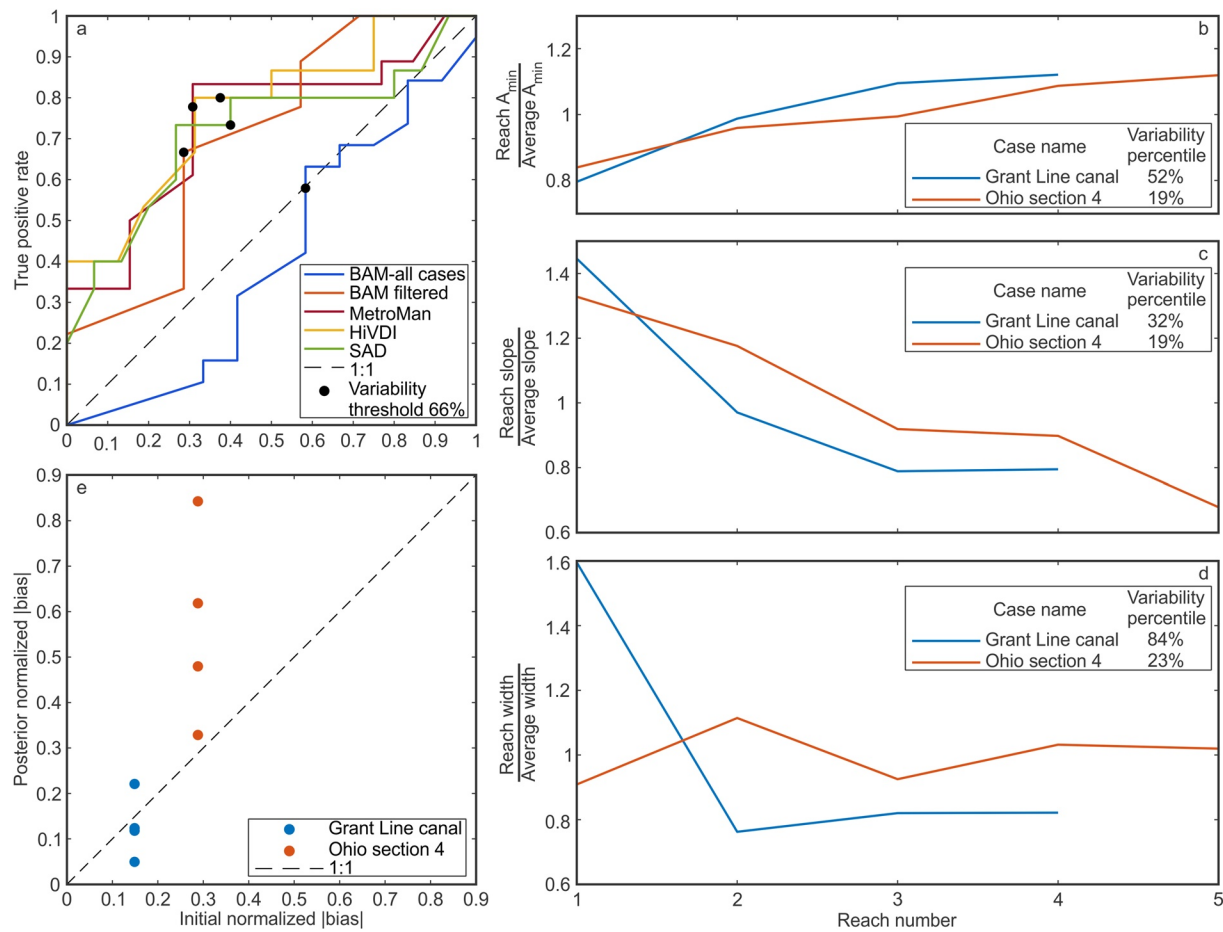 a
1
0.9
0.8
0.7
0.6
0.5
0.4
0.3
0.2
0.1
0
True positive rate
0 0.1 0.2 0.3 0.4 0.5 0.6 0.7 0.8 0.9 1
BAM-all cases
BAM filtered
MetroMan
HiVDI
SAD
1:1
Variability
threshold 66%
b
1.2
1
0.8
Reach Amin
Average Amin
Case name Variability
percentile
Grant Line canal 52%
Ohio section 4 19%
c
1.4
1.2
1
0.8
0.6
Reach slope
Average slope
Case name Variability
percentile
Grant Line canal 32%
Ohio section 4 19%
e
0.9
0.8
0.7
0.6
0.5
0.4
0.3
0.2
0.1
0
Posterior normalized |bias|
Grant Line canal
Ohio section 4
1:1
0 0.1 0.2 0.3 0.4 0.5 0.6 0.7 0.8 0.9
Initial normalized |bias|
d
1.6
1.4
1.2
1
0.8
0.6
Reach width
Average width
Case name Variability
percentile
Grant Line canal 84%
Ohio section 4 23%
1 2 3 4 5
Reach number